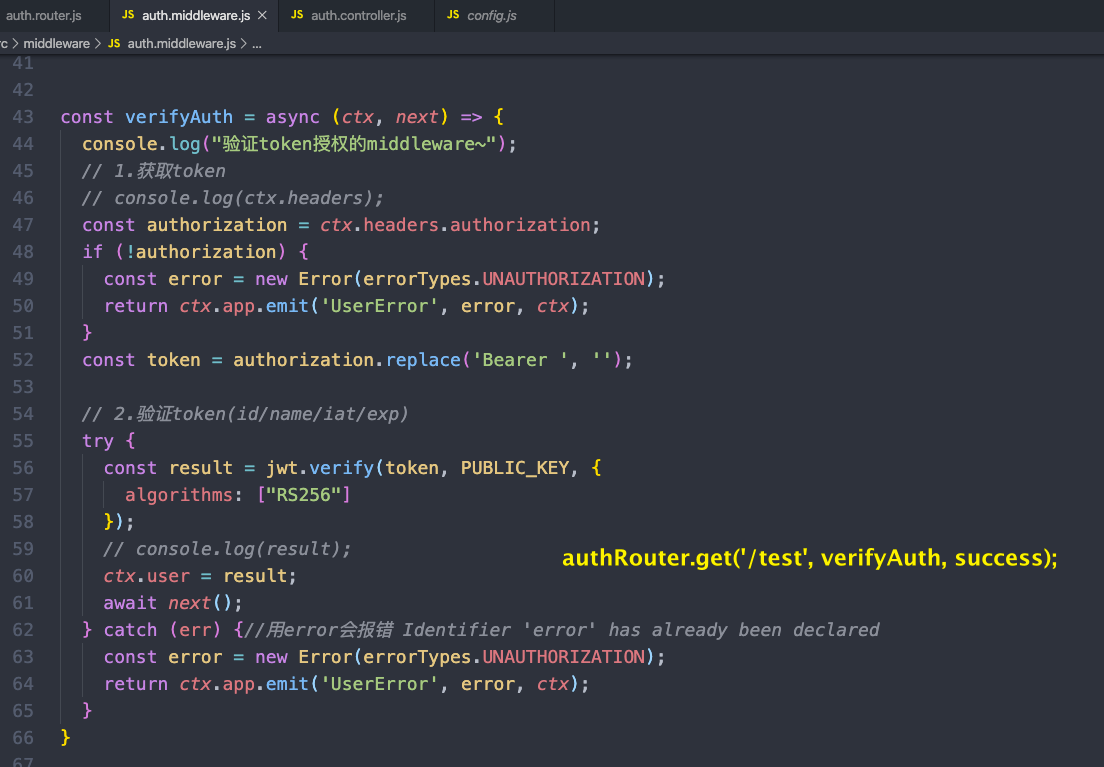 auth.router.js JS auth.middleware.js × JS auth.controller.js JS config.js
rc > middleware > JS auth.middleware.js > ...
41
42
43 const verifyAuth = async (ctx, next) => {
44 console.log("验证token授权的middleware~");
45 // 1.获取token
46 // console.log(ctx.headers);
47 const authorization = ctx.headers.authorization;
48 if (!authorization) {
49 const error = new Error(errorTypes.UNAUTHORIZATION);
50 return ctx.app.emit('UserError', error, ctx);
51 }
52 const token = authorization.replace('Bearer ', '');
53
54 // 2.验证token(id/name/iat/exp)
55 try {
56 const result = jwt.verify(token, PUBLIC_KEY, {
57 algorithms: ["RS256"]
58 });
59 // console.log(result);
authRouter.get('/test', verifyAuth, success);
60 ctx.user = result;
61 await next();
62 } catch (err) {//用error会报错 Identifier 'error' has already been declared
63 const error = new Error(errorTypes.UNAUTHORIZATION);
64 return ctx.app.emit('UserError', error, ctx);
65 }
66 }
67